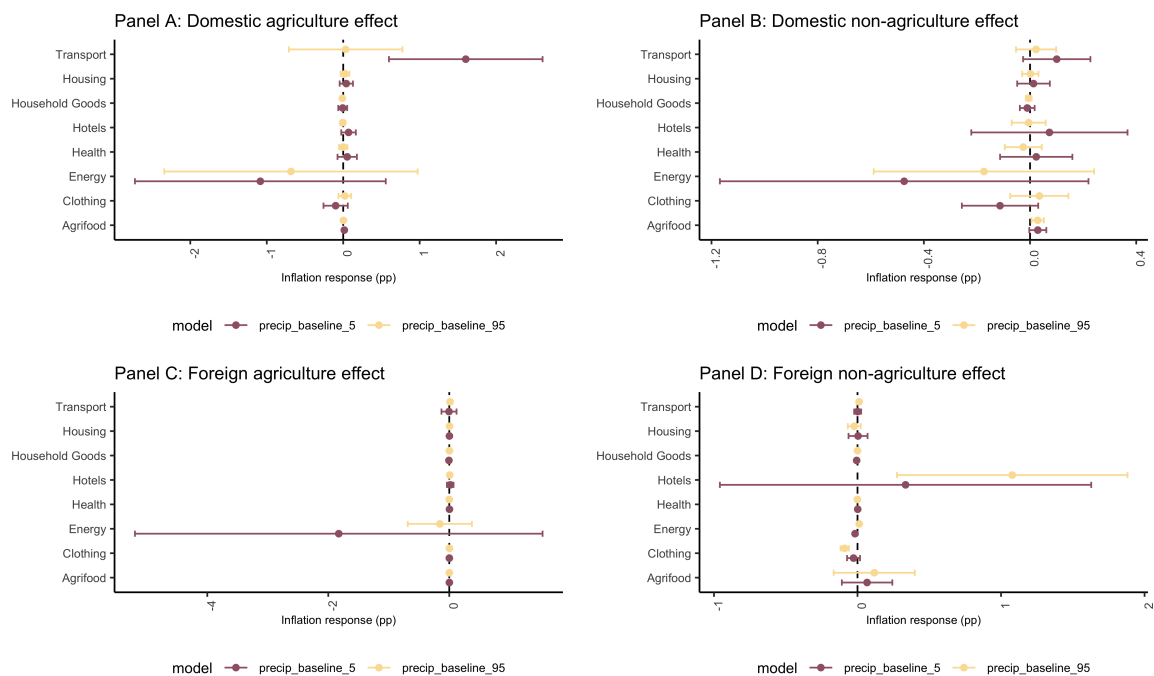 Panel A: Domestic agriculture effect
Transport
Housing
Household Goods
Hotels
Health
Energy
Clothing
Agrifood
-2
-1
0
1
2
Inflation response (pp)
model precip_baseline_5 precip_baseline_95
Panel B: Domestic non-agriculture effect
Transport
Housing
Household Goods
Hotels
Health
Energy
Clothing
Agrifood
-1.2
-0.8
-0.4
0.0
0.4
Inflation response (pp)
model precip_baseline_5 precip_baseline_95
Panel C: Foreign agriculture effect
Transport
Housing
Household Goods
Hotels
Health
Energy
Clothing
Agrifood
-4
-2
0
Inflation response (pp)
model precip_baseline_5 precip_baseline_95
Panel D: Foreign non-agriculture effect
Transport
Housing
Household Goods
Hotels
Health
Energy
Clothing
Agrifood
-1
0
1
2
Inflation response (pp)
model precip_baseline_5 precip_baseline_95